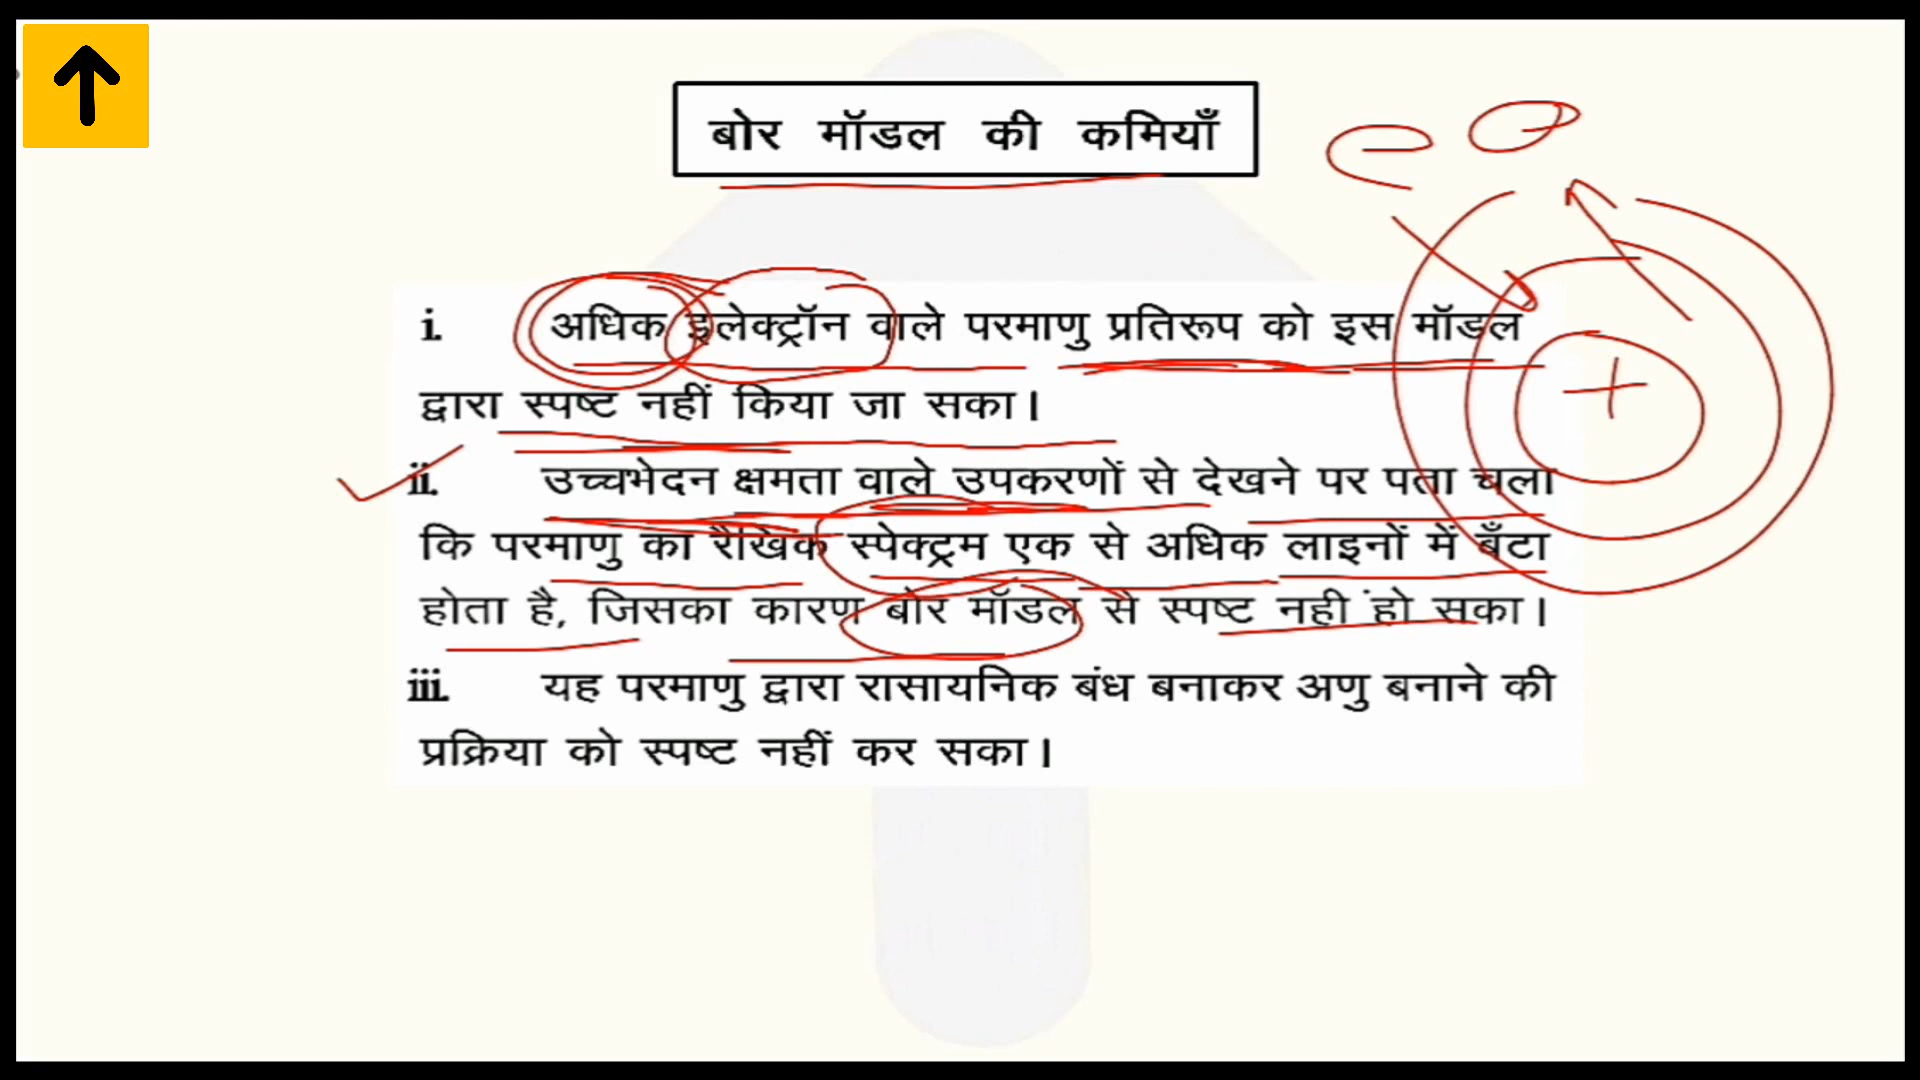 बोर मॉडल की कमियाँ
i. अधिक इलेक्ट्रॉन वाले परमाणु प्रतिरूप को इस मॉडल
द्वारा स्पष्ट नहीं किया जा सका।
ii. उच्चभेदन क्षमता वाले उपकरणों से देखने पर पता चला
कि परमाणु का रैखिक स्पेक्ट्रम एक से अधिक लाइनों में बँटा
होता है, जिसका कारण बोर मॉडल से स्पष्ट नही हो सका।
iii. यह परमाणु द्वारा रासायनिक बंध बनाकर अणु बनाने की
प्रक्रिया को स्पष्ट नहीं कर सका।